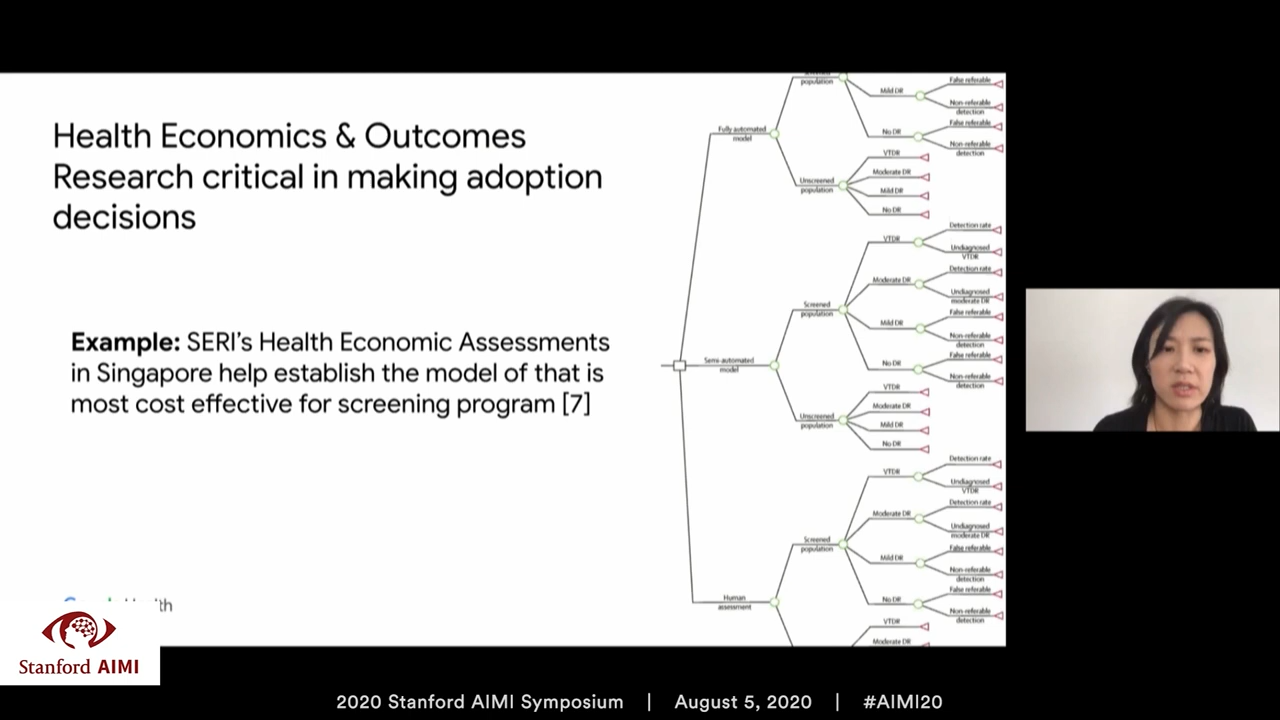 Health Economics & Outcomes
Research critical in making adoption
decisions
Example: SERI's Health Economic Assessments
in Singapore help establish the model of that is
most cost effective for screening program [7]
population
Mild DR
False referable
Non-referable
detection
Fully automated
model
No DR
False referable
Non-referable
detection
Unscreened
population
VTDR
Moderate DR
Mild DR
No DR
Semi-automated
model
Screened
population
VTDR
Detection rate
Undiagnosed
VTDR
Moderate DR
Detection rate
Undiagnosed
moderate DR
Mild DR
False referable
Non-referable
detection
No DR
False referable
Non-referable
detection
Unscreened
population
VTDR
Moderate DR
Mild DR
No DR
Human
assessment
Screened
population
VTDR
Detection rate
Undiagnosed
VTDR
Moderate DR
Detection rate
Undiagnosed
moderate DR
Mild DR
False referable
Non-referable
detection
No DR
False referable
Non-referable
detection
VTDR
Moderate DR
Stanford AIMI
2020 Stanford AIMI Symposium | August 5, 2020 | #AIMI20